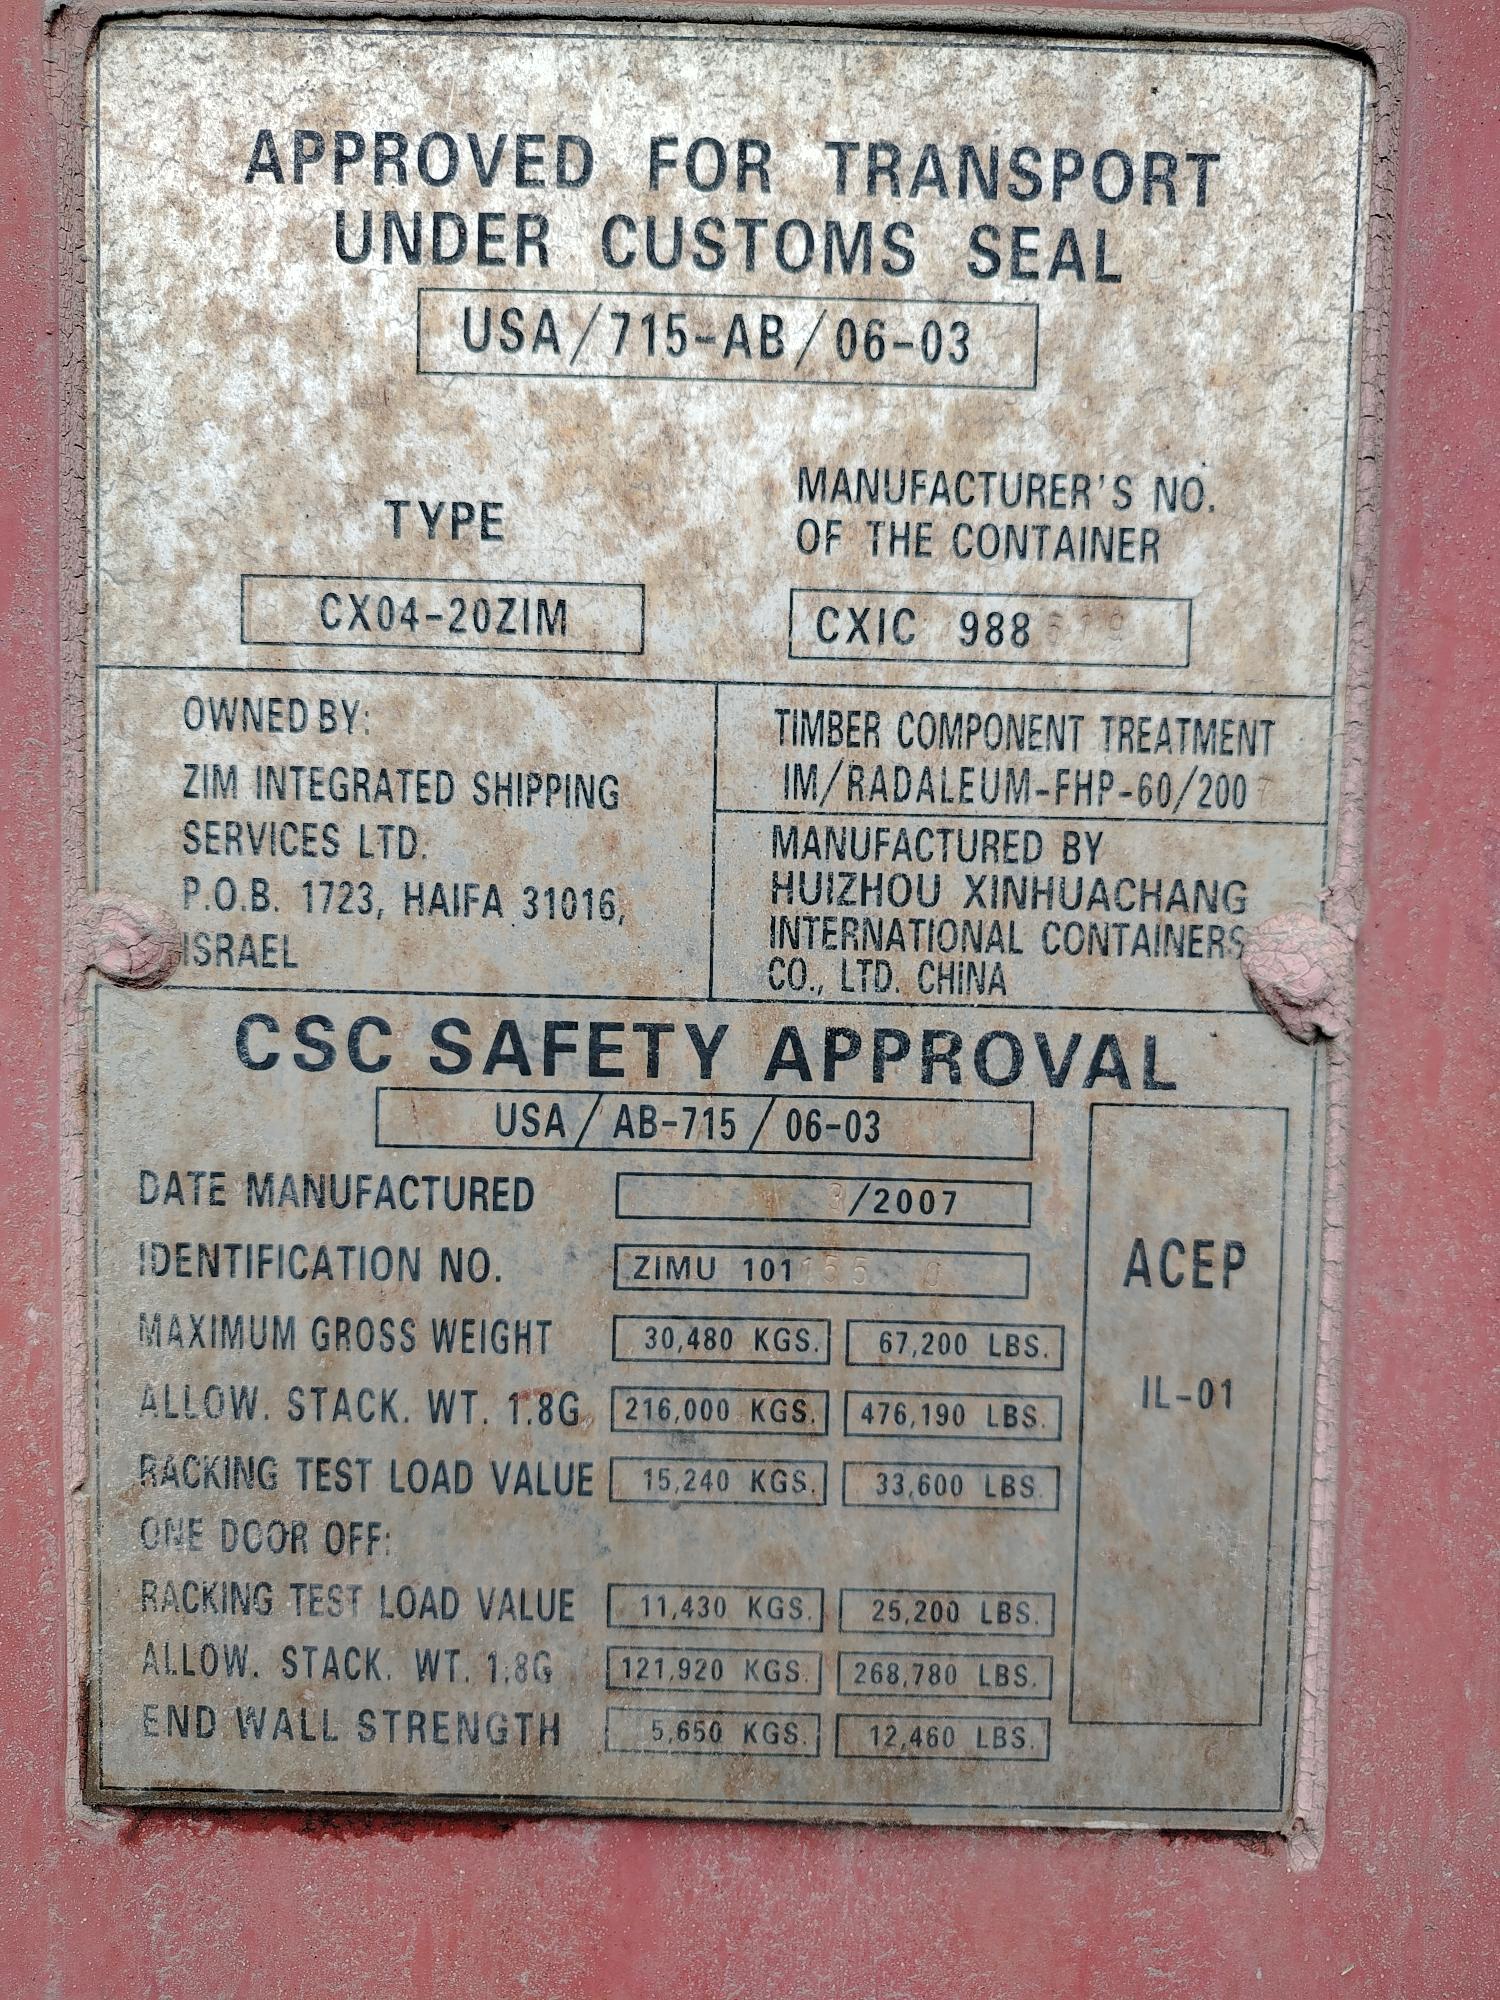 APPROVED FOR TRANSPORT
UNDER CUSTOMS SEAL
USA/715-AB/06-03
TYPE
CX04-20ZIM
MANUFACTURER'S NO.
OF THE CONTAINER
CXIC 988
OWNED BY:
ZIM INTEGRATED SHIPPING
SERVICES LTD.
P.O.B. 1723, HAIFA 31016,
ISRAEL
TIMBER COMPONENT TREATMENT
IM/RADALEUM-FHP-60/2007
MANUFACTURED BY
HUIZHOU XINHUACHANG
INTERNATIONAL CONTAINERS
CO., LTD. CHINA
CSC SAFETY APPROVAL
USA/AB-715/06-03
DATE MANUFACTURED 3/2007
IDENTIFICATION NO. ZIMU 101
MAXIMUM GROSS WEIGHT 30,480 KGS. 67,200 LBS.
ALLOW. STACK. WT. 1.8G 216,000 KGS. 476,190 LBS.
RACKING TEST LOAD VALUE 15,240 KGS. 33,600 LBS.
ONE DOOR OFF:
RACKING TEST LOAD VALUE 11,430 KGS. 25,200 LBS.
ALLOW. STACK. WT. 1.8G 121,920 KGS. 268,780 LBS.
END WALL STRENGTH 5,650 KGS. 12,460 LBS.
ACEP
IL-01